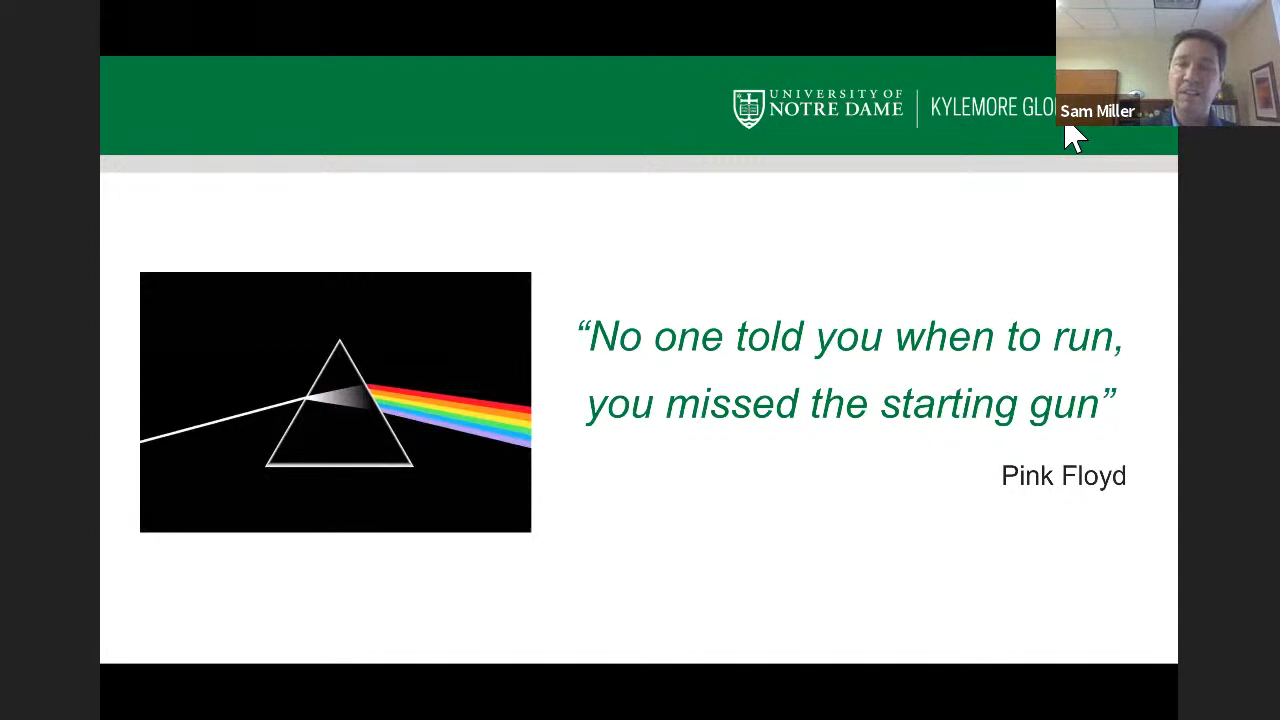 UNIVERSITY OF
NOTRE DAME
KYLEMORE GLO
Sam Miller
“No one told you when to run,
you missed the starting gun”
Pink Floyd